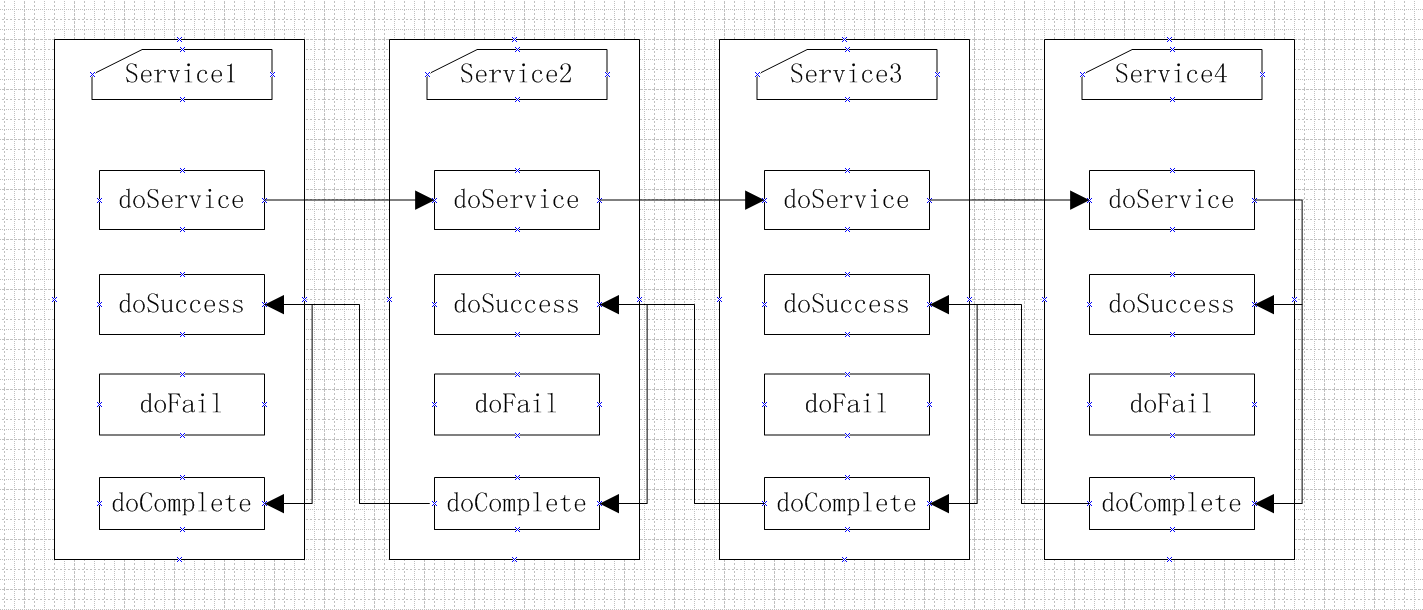 Service1
Service2
Service3
Service4
doService
doService
doService
doService
doSuccess
doSuccess
doSuccess
doSuccess
doFail
doFail
doFail
doFail
doComplete
doComplete
doComplete
doComplete